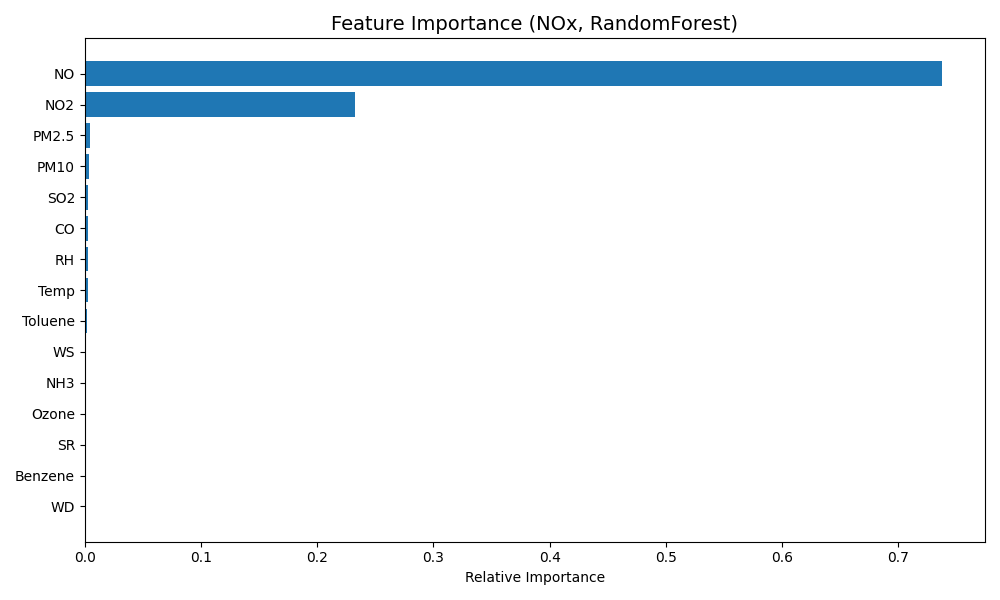 Feature Importance (NOx, RandomForest)
NO
NO2
PM2.5
PM10
SO2
CO
RH
Temp
Toluene
WS
NH3
Ozone
SR
Benzene
WD
0.0 0.1 0.2 0.3 0.4 0.5 0.6 0.7
Relative Importance